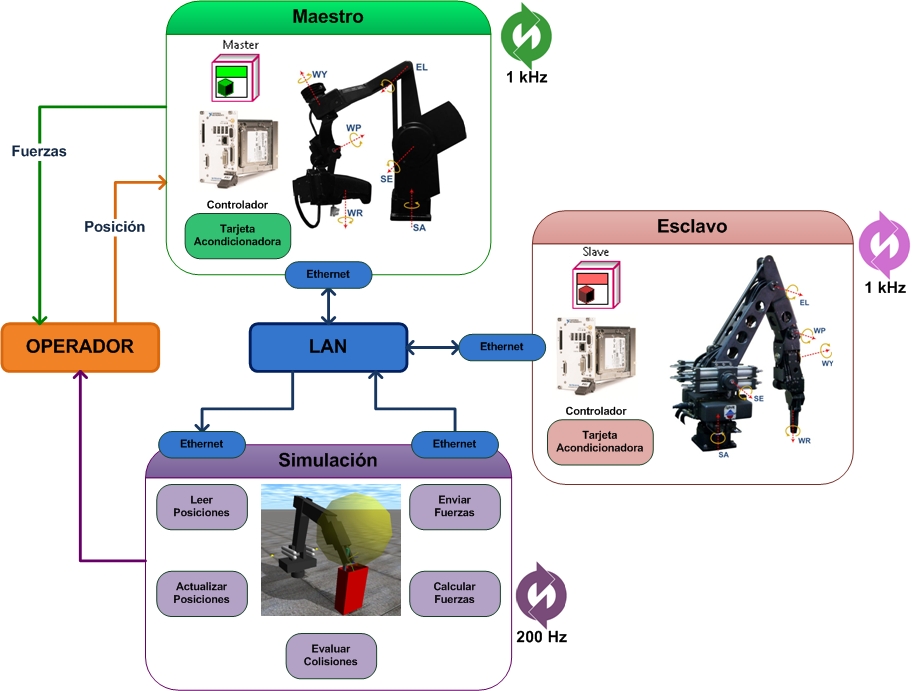 Maestro
Master
WY
EL
WP
SE
WR
SA
Controlador
Tarjeta
Acondicionadora
1 kHz
Fuerzas
Posición
Ethernet
OPERADOR
LAN
Ethernet
Esclavo
Slave
EL
WP
WY
SE
WR
SA
Controlador
Tarjeta
Acondicionadora
1 kHz
Ethernet
Ethernet
Simulación
Leer
Posiciones
Enviar
Fuerzas
Actualizar
Posiciones
Calcular
Fuerzas
Evaluar
Colisiones
200 Hz